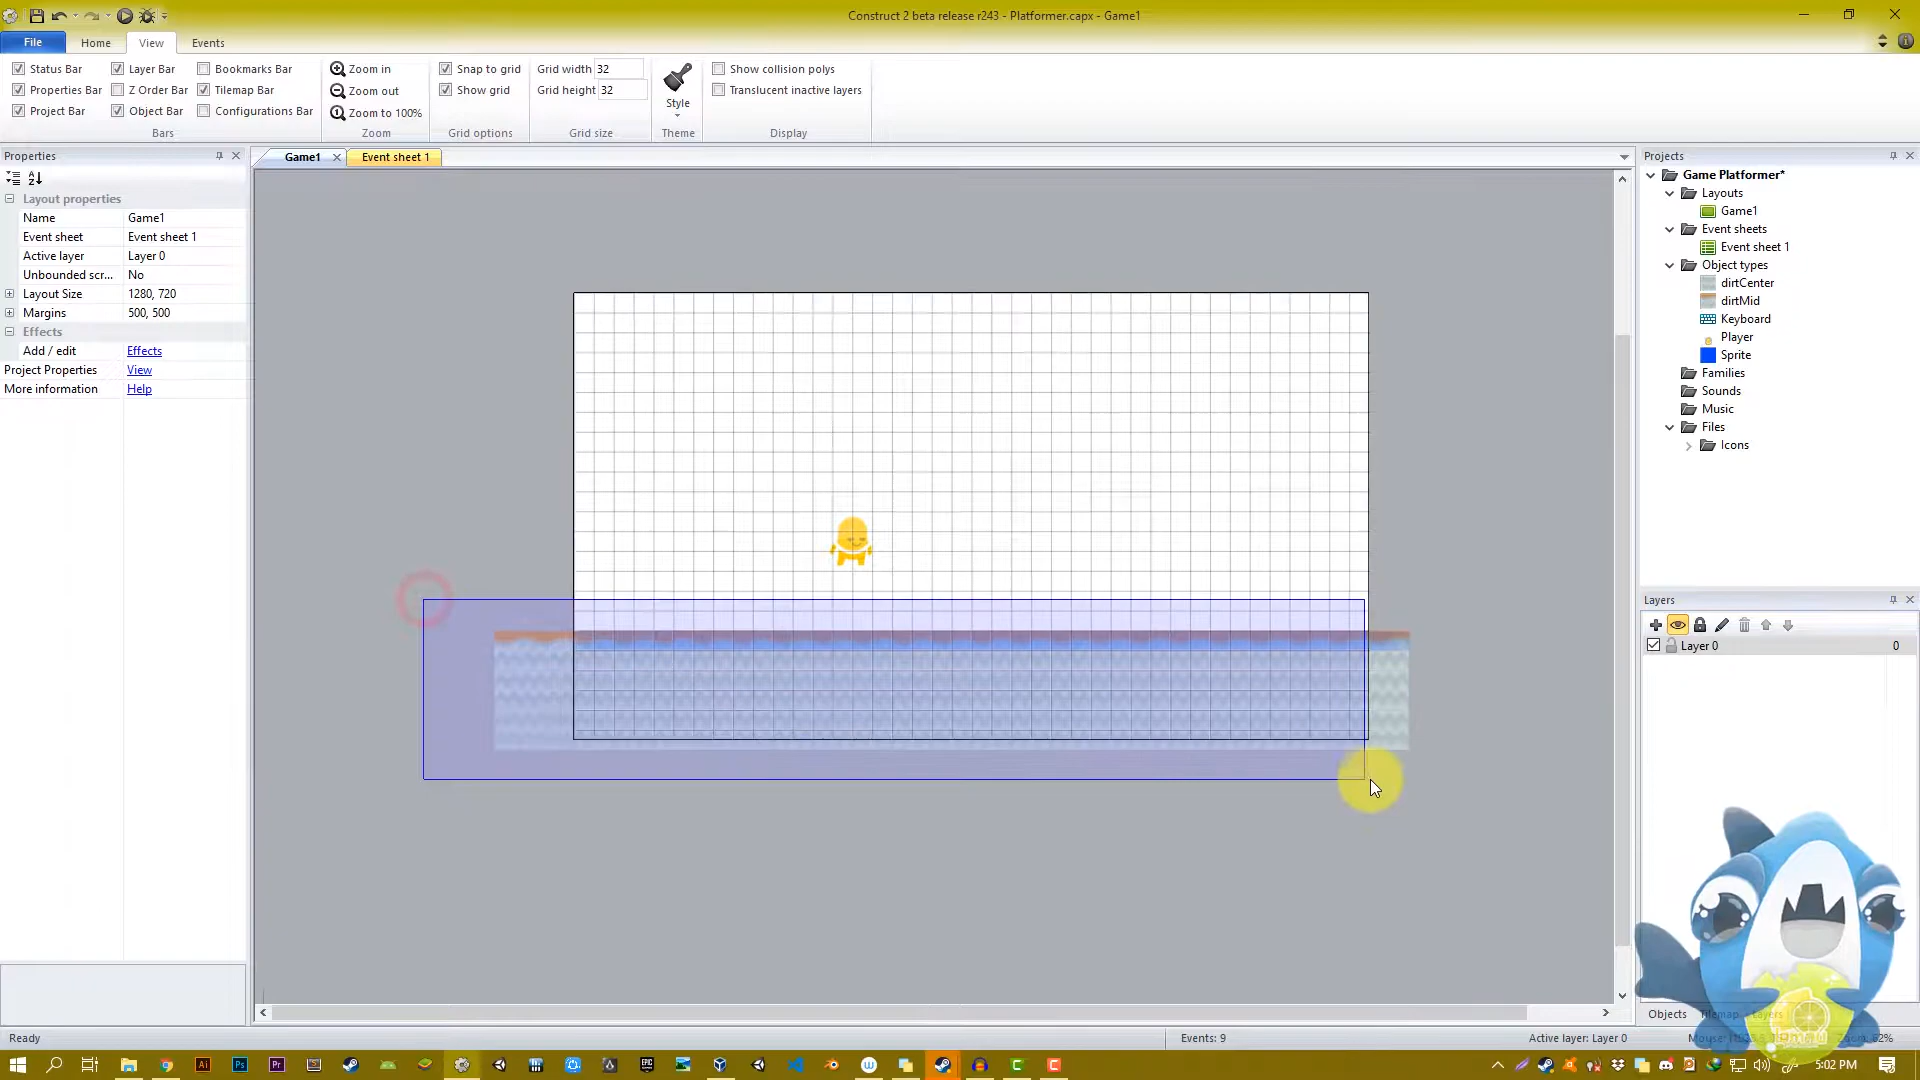 Construct 2 beta release r243 - Platformer.capx - Game1
File Home View Events
Status Bar Layer Bar Bookmarks Bar Zoom in Snap to grid Grid width 32 Show collision polys
Properties Bar Z Order Bar Tilemap Bar Zoom out Show grid Grid height 32 Translucent inactive layers
Project Bar Object Bar Configurations Bar Zoom to 100% Style
Bars Zoom Grid options Grid size Theme Display
Properties
Game1 Event sheet 1
Projects
Layout properties
Name Game1
Event sheet Event sheet 1
Active layer Layer 0
Unbounded scr... No
Layout Size 1280, 720
Margins 500, 500
Effects
Add / edit Effects
Project Properties View
More information Help
Game Platformer*
Layouts
Game1
Event sheets
Event sheet 1
Object types
dirtCenter
dirtMid
Keyboard
Player
Sprite
Families
Sounds
Music
Files
Icons
Layers
Layer 0 0
Objects Tilemap Layers
Ready Events: 9 Active layer: Layer 0
5:02 PM